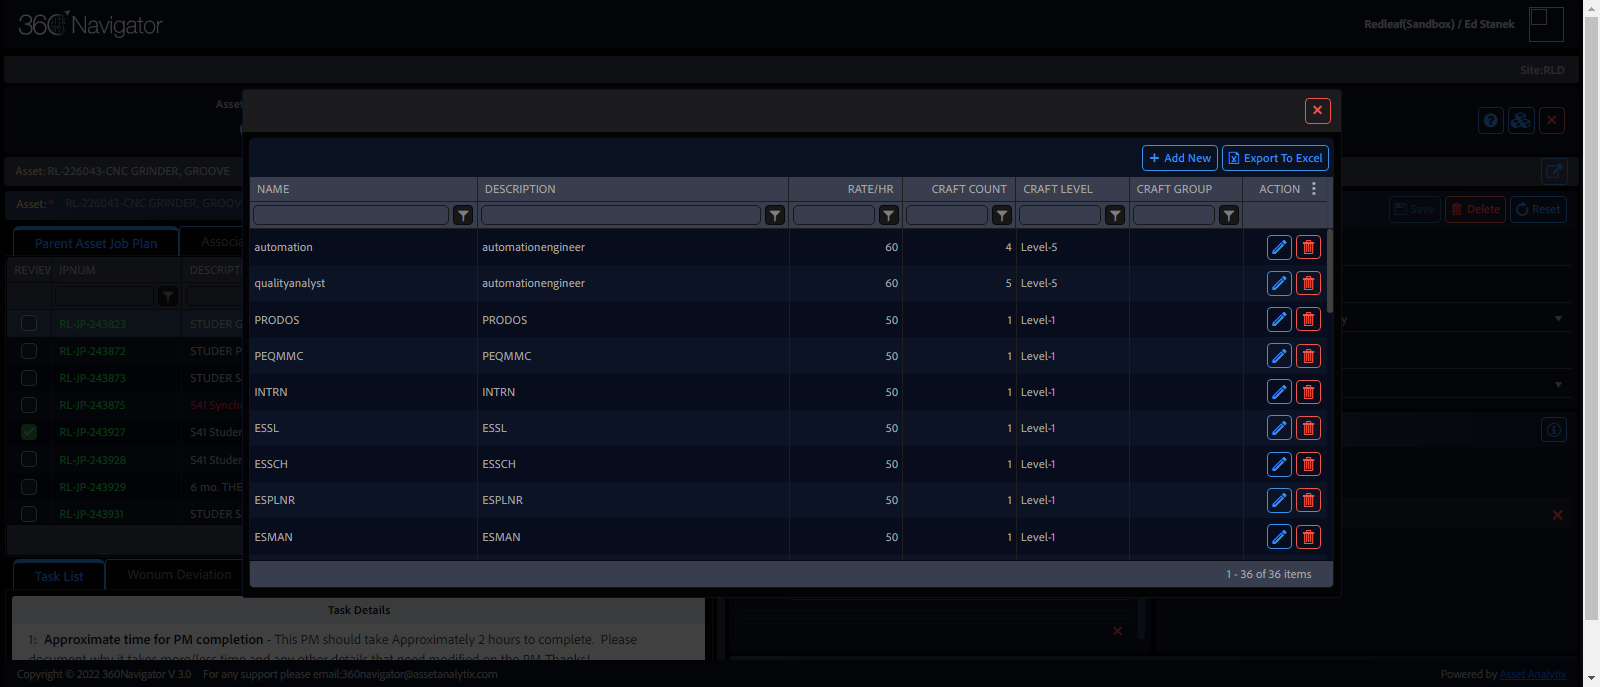 360 Navigator
Redleaf(Sandbox) / Ed Stanek
Site:RLD
Asset
Add New Export To Excel
Asset: RL-226043-CNC GRINDER, GROOVE
NAME DESCRIPTION RATE/HR CRAFT COUNT CRAFT LEVEL CRAFT GROUP ACTION
Asset:* RL-226043-CNC GRINDER, GROOV
Save Delete Reset
Parent Asset Job Plan Associa
automation automationengineer 60 4 Level-5
REVIEW JPNUM DESCRIPT
qualityanalyst automationengineer 60 5 Level-5
PRODOS PRODOS 50 1 Level-1
y
RL-JP-243823 STUDER G
RL-JP-243872 STUDER P
PEQMMC PEQMMC 50 1 Level-1
RL-JP-243873 STUDER S
INTRN INTRN 50 1 Level-1
RL-JP-243875 S41 Synchr
ESSL ESSL 50 1 Level-1
RL-JP-243927 S41 Studer
RL-JP-243928 S41 Studer
ESSCH ESSCH 50 1 Level-1
RL-JP-243929 6 mo. THE
ESPLNR ESPLNR 50 1 Level-1
RL-JP-243931 STUDER S
ESMAN ESMAN 50 1 Level-1
1 - 36 of 36 items
Task List Wonum Deviation
Task Details
1: Approximate time for PM completion - This PM should take Approximately 2 hours to complete. Please
document why it takes more/less time and any other details that need modified on the PM. Thanks!
Copyright © 2022 360Navigator V 3.0 For any support please email:360navigator@assetanalytix.com
Powered by Asset Analytix